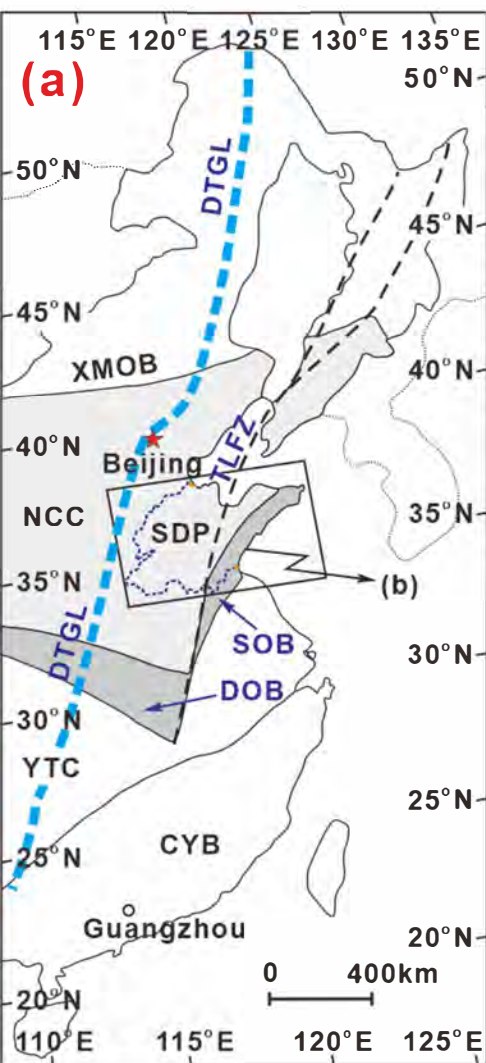 115°E 120°E 125°E 130°E 135°E
(a)
50°N
DTGL
50°N
45°N
45°N
XMOB
40°N
40°N
TLFZ
Beijing
NCC
SDP
35°N
35°N
(b)
DTGL
SOB
30°N
DOB
30°N
YTC
25°N
CYB
25°N
Guangzhou
20°N
0 400km
20°N
110°E 115°E 120°E 125°E